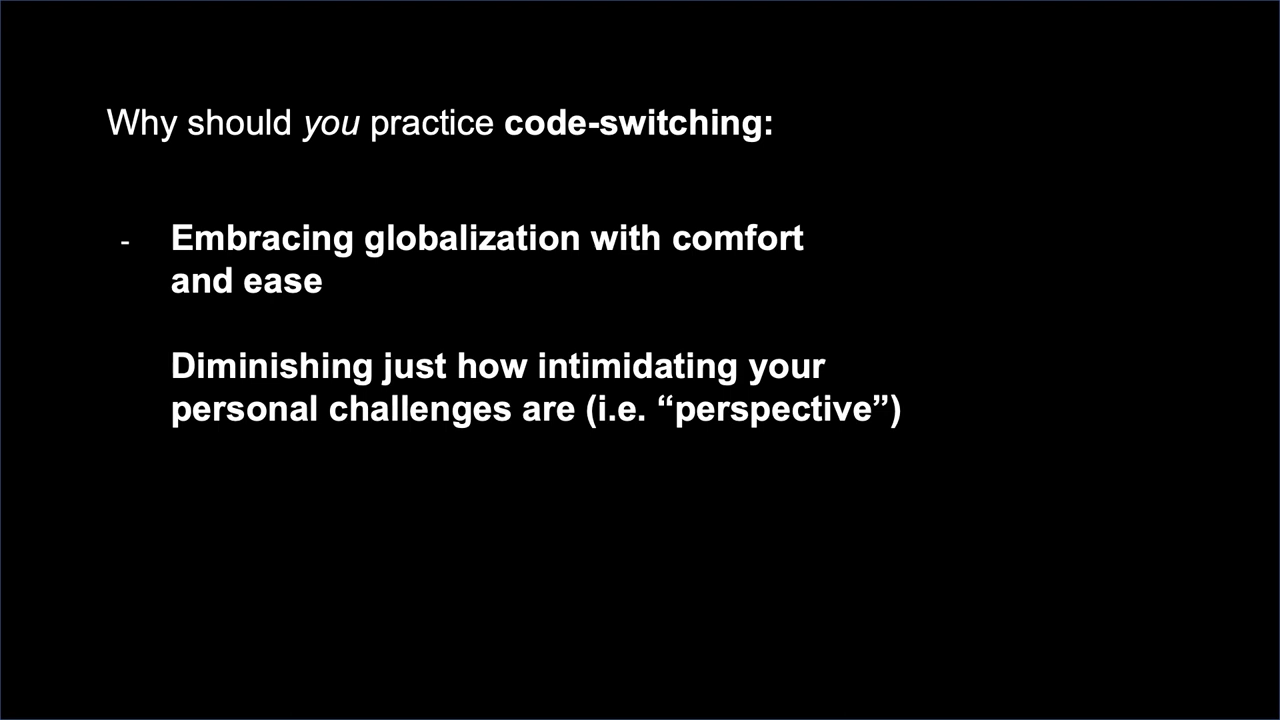 Why should you practice code-switching:
- Embracing globalization with comfort
and ease
Diminishing just how intimidating your
personal challenges are (i.e. “perspective”)